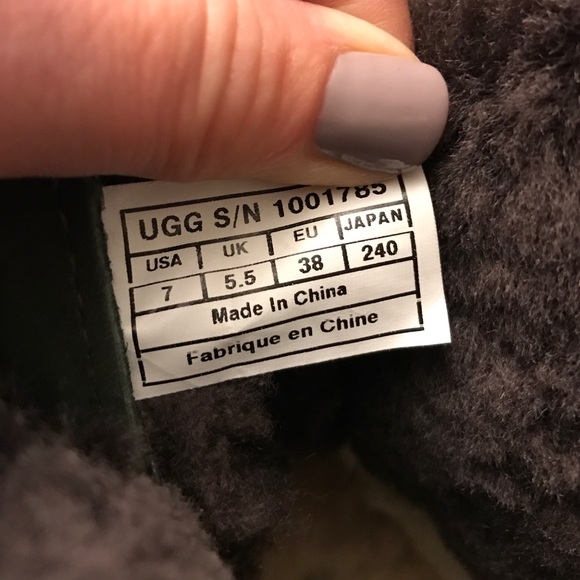 UGG S/N 1001785
USA UK EU JAPAN
7 5.5 38 240
Made In China
Fabrique en Chine